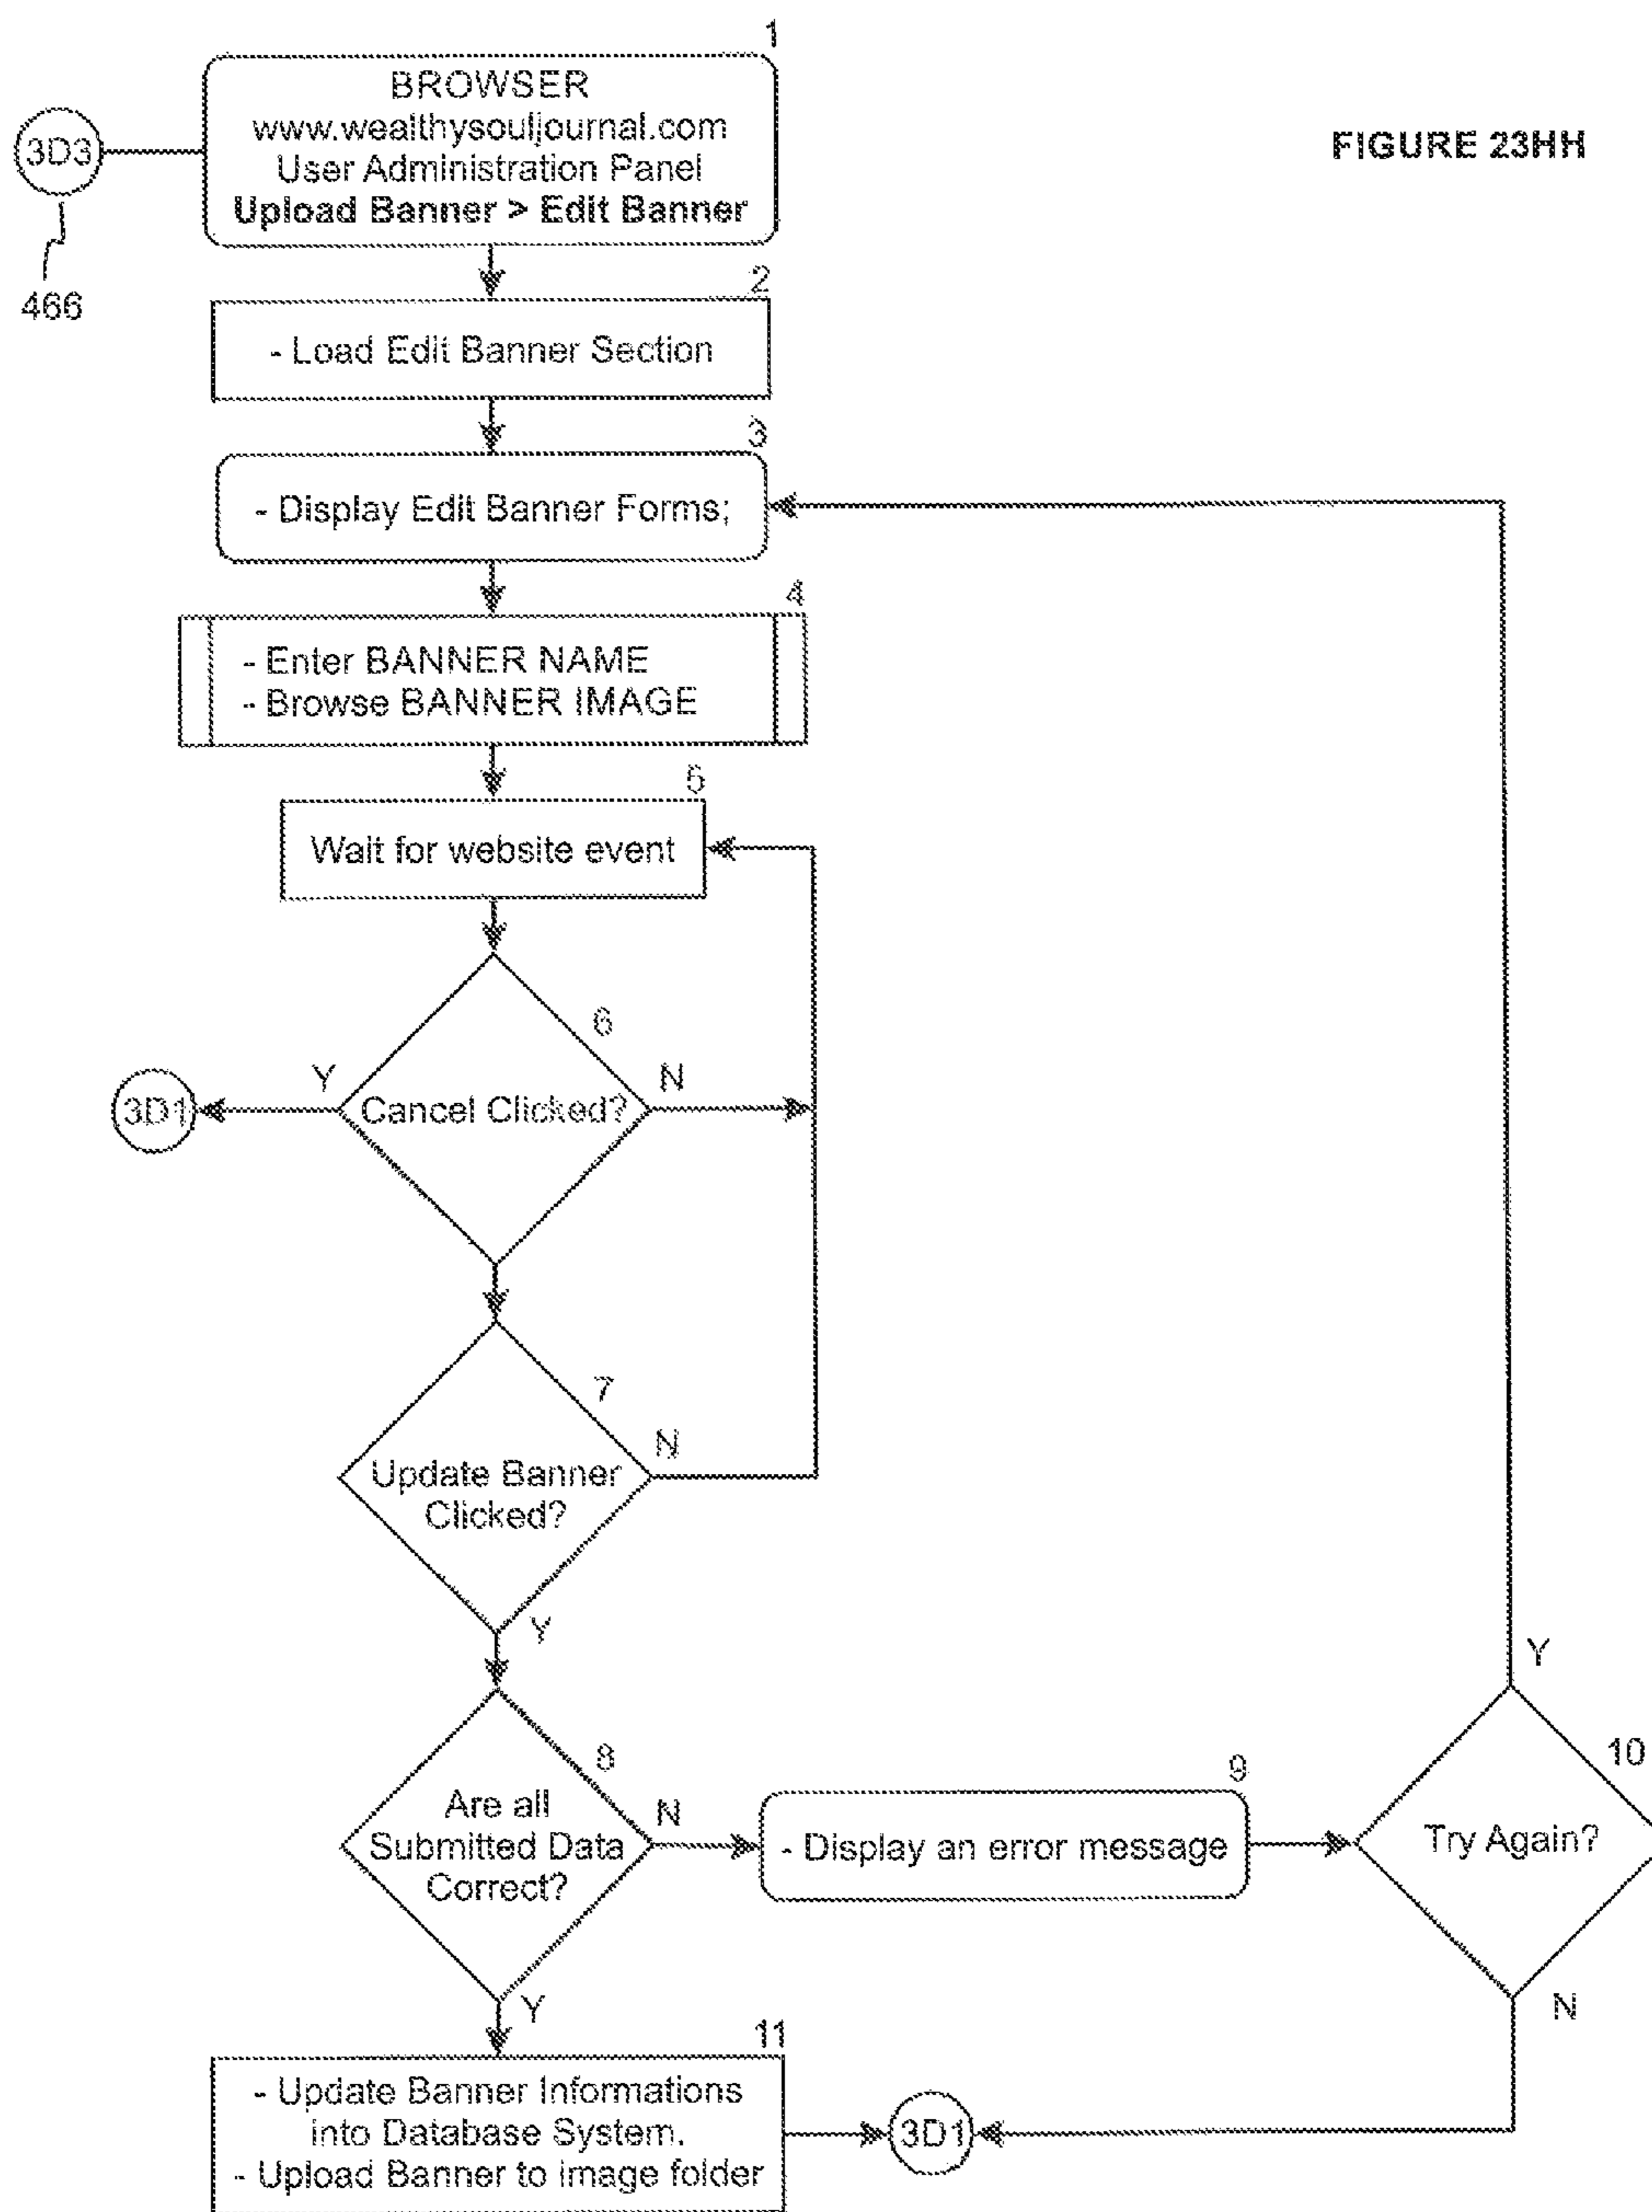 1
BROWSER
www.wealthysouljournal.com
User Administration Panel
Upload Banner > Edit Banner
3D3
466
FIGURE 23HH
2
- Load Edit Banner Section
3
- Display Edit Banner Forms;
4
- Enter BANNER NAME
- Browse BANNER IMAGE
5
Wait for website event
6
Y
N
3D1
Cancel Clicked?
7
N
Update Banner
Clicked?
Y
8
Are all
Submitted Data
Correct?
N
9
- Display an error message
Y
10
Try Again?
N
Y
11
- Update Banner Informations
into Database System.
- Upload Banner to image folder
3D1